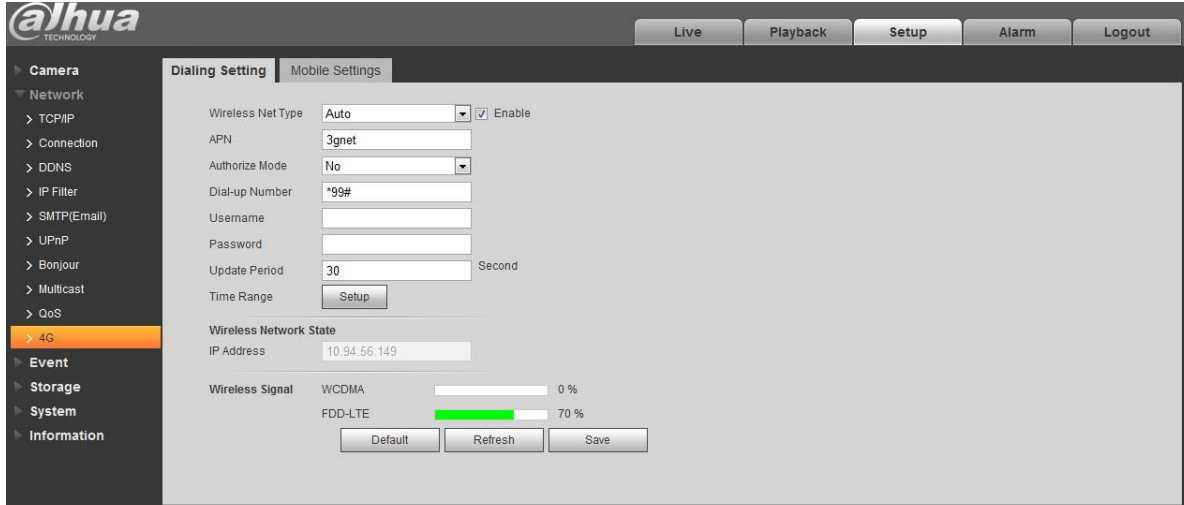 alhua
TECHNOLOGY
Live Playback Setup Alarm Logout
Camera
Network
TCP/IP
Connection
DDNS
IP Filter
SMTP(Email)
UPnP
Bonjour
Multicast
QoS
4G
Event
Storage
System
Information
Dialing Setting Mobile Settings
Wireless Net Type Auto Enable
APN 3gnet
Authorize Mode No
Dial-up Number *99#
Username
Password
Update Period 30 Second
Time Range Setup
Wireless Network State
IP Address 10.94.56.149
Wireless Signal WCDMA 0 %
FDD-LTE 70 %
Default Refresh Save